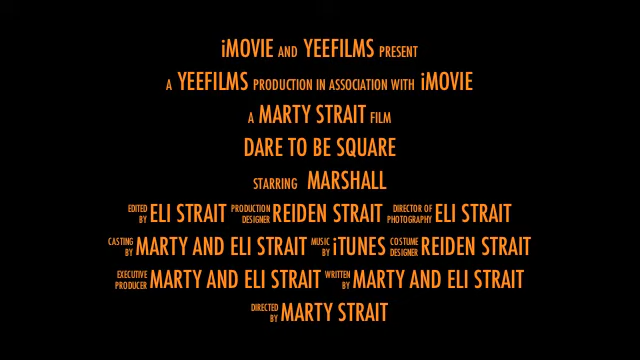 iMOVIE AND YEEFILMS PRESENT
A YEEFILMS PRODUCTION IN ASSOCIATION WITH iMOVIE
A MARTY STRAIT FILM
DARE TO BE SQUARE
STARRING MARSHALL
EDITED BY ELI STRAIT PRODUCTION DESIGNER REIDEN STRAIT DIRECTOR OF PHOTOGRAPHY ELI STRAIT
CASTING BY MARTY AND ELI STRAIT MUSIC BY iTUNES COSTUME DESIGNER REIDEN STRAIT
EXECUTIVE PRODUCER MARTY AND ELI STRAIT WRITTEN BY MARTY AND ELI STRAIT
DIRECTED BY MARTY STRAIT